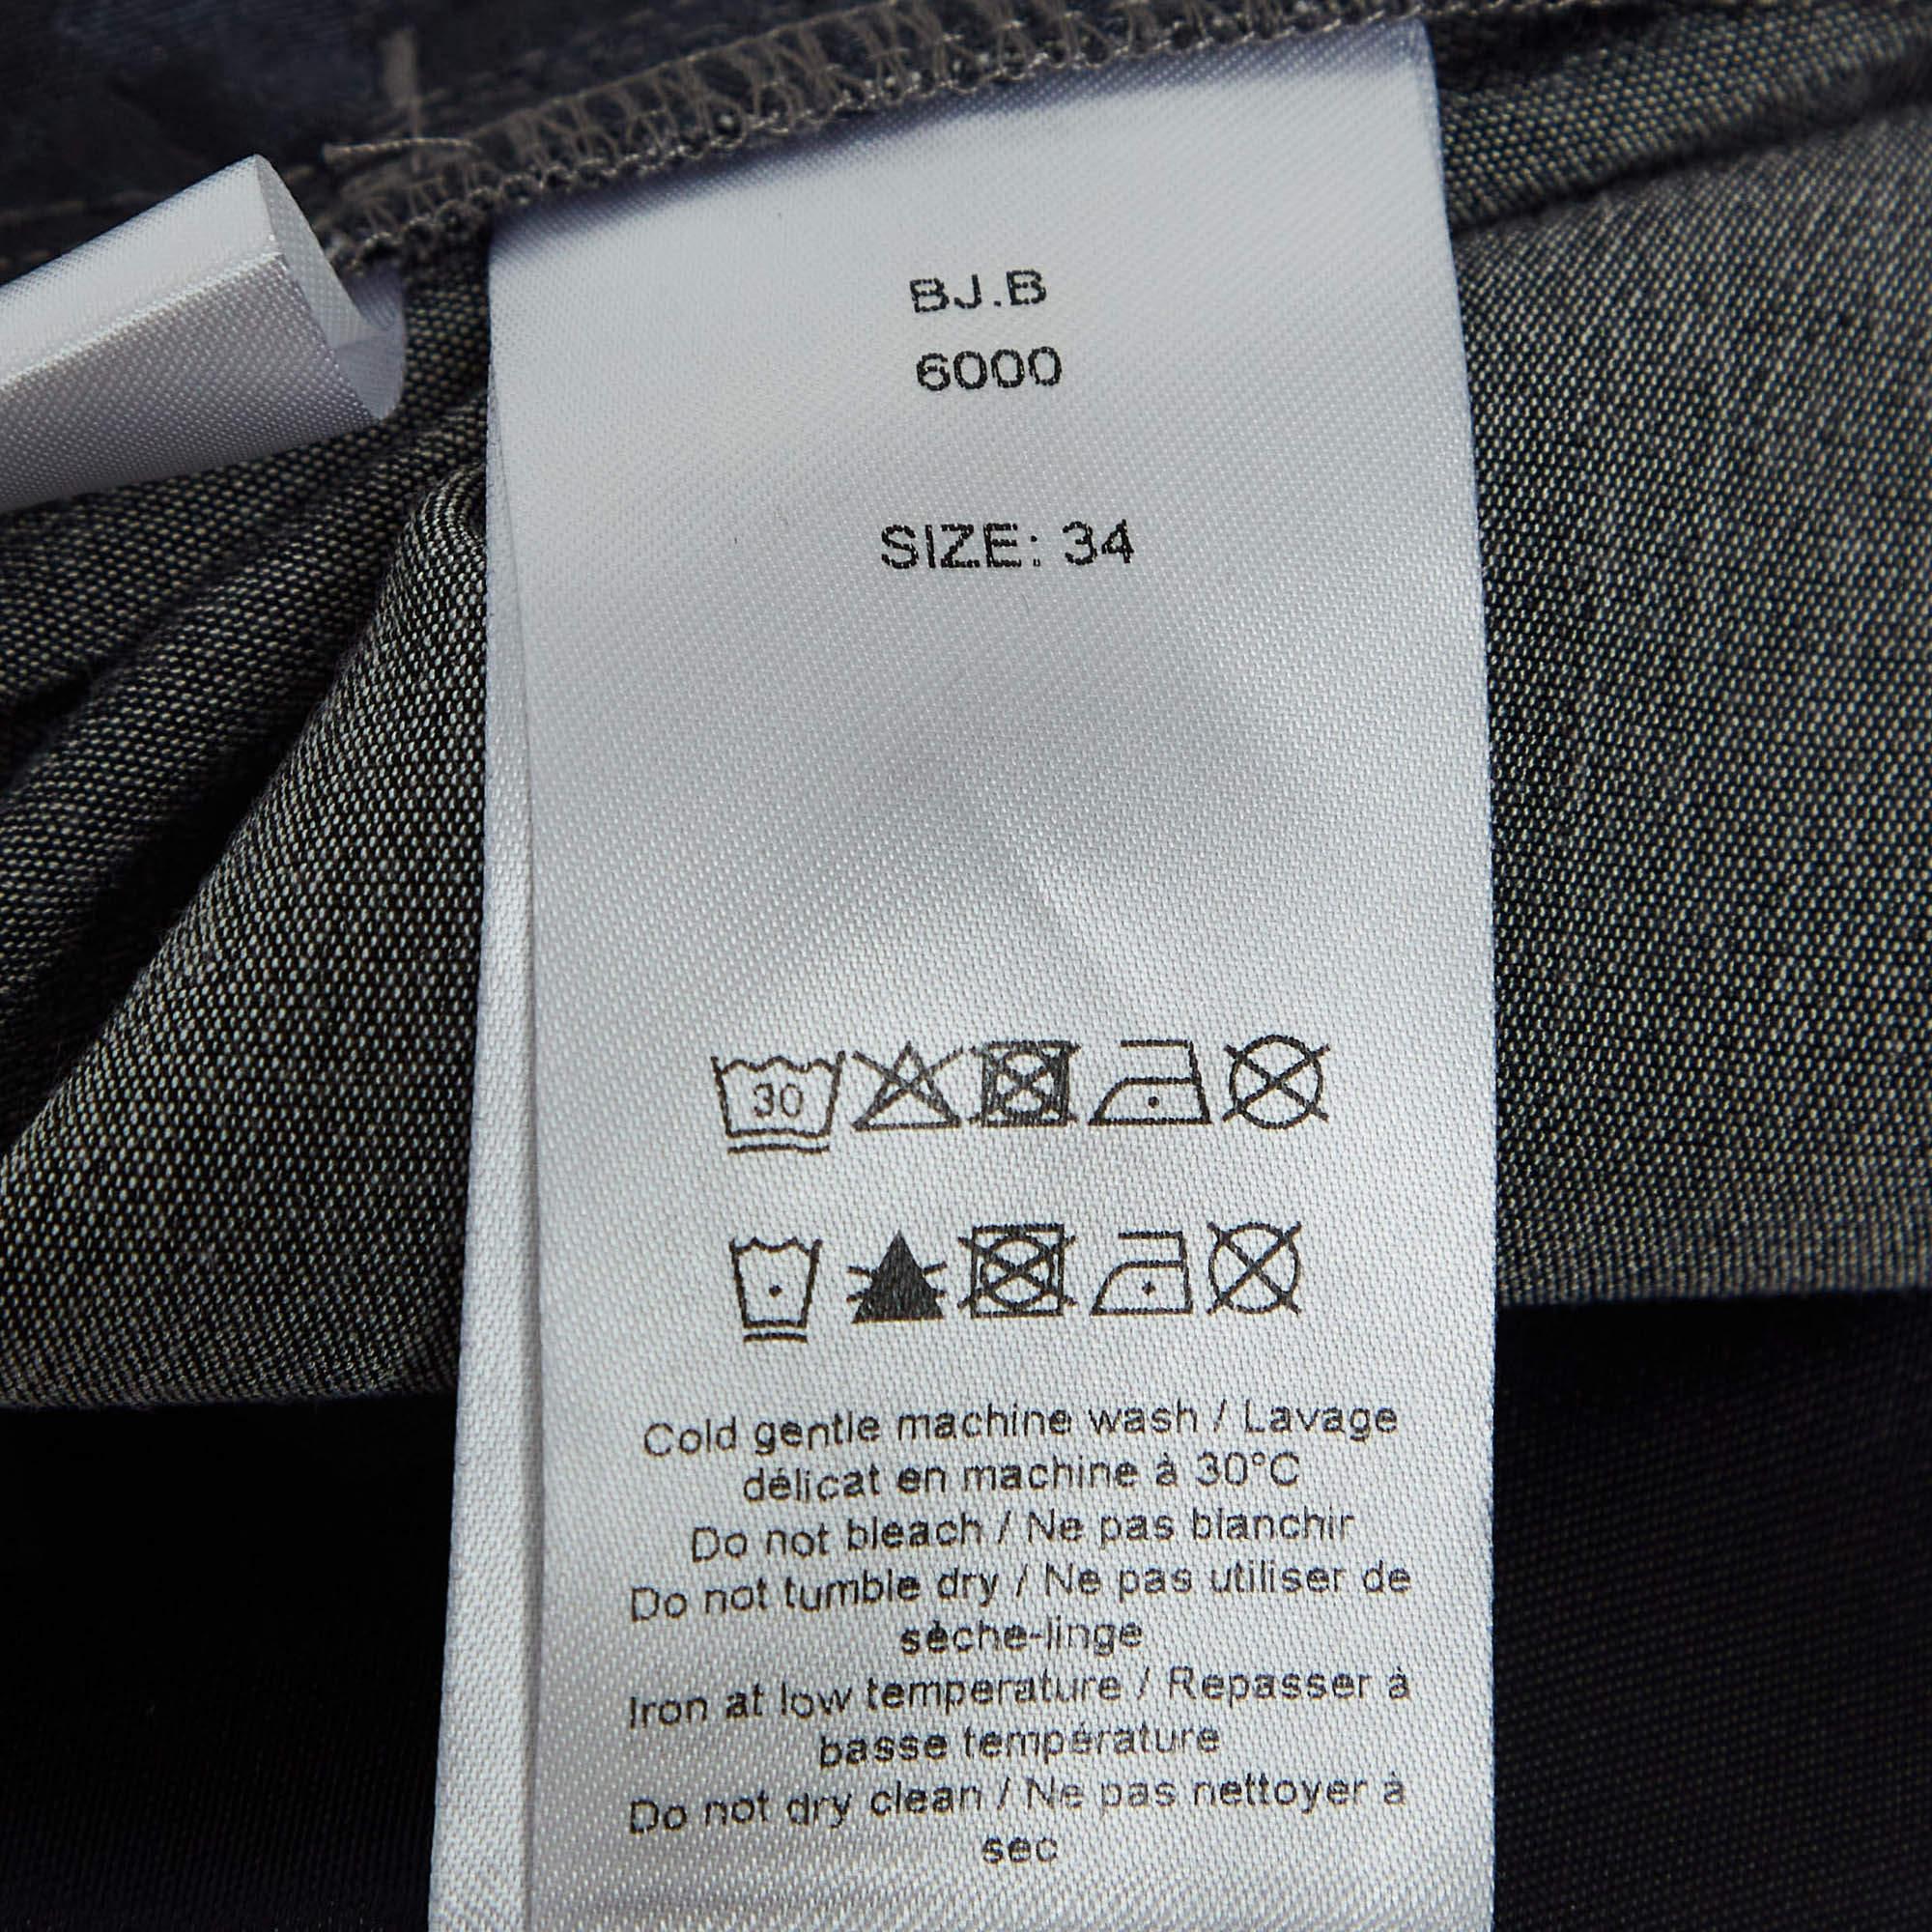 BJ.B
6000
SIZE: 34
30
Cold gentle machine wash / Lavage
délicat en machine à 30°C
Do not bleach / Ne pas blanchir
Do not tumble dry / Ne pas utiliser de
sèche-linge
Iron at low temperature / Repasser à
basse température
Do not dry clean / Ne pas nettoyer à
sec